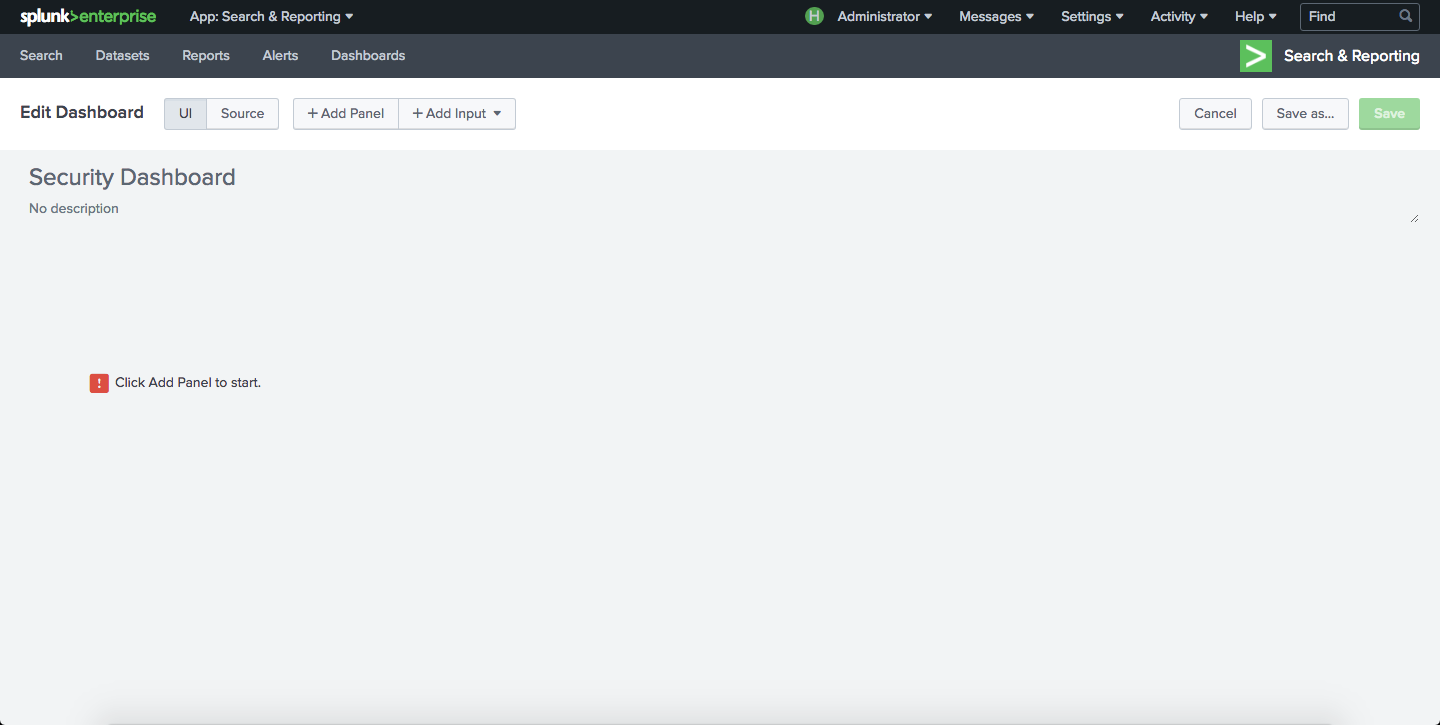 splunk>enterprise App: Search & Reporting H Administrator Messages Settings Activity Help Find
Search Datasets Reports Alerts Dashboards > Search & Reporting
Edit Dashboard UI Source + Add Panel + Add Input Cancel Save as... Save
Security Dashboard
No description
! Click Add Panel to start.